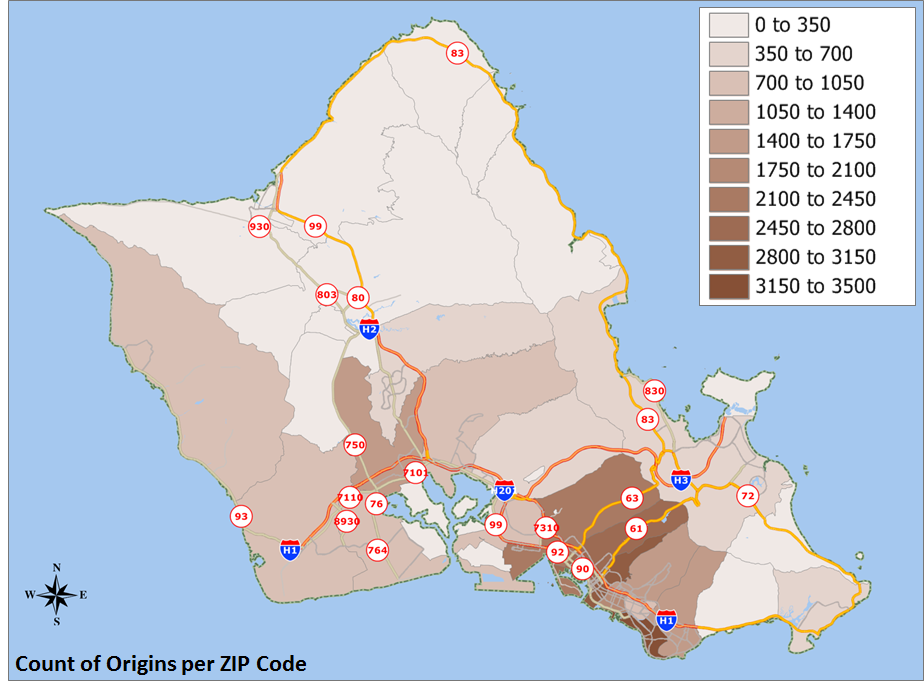 0 to 350
350 to 700
700 to 1050
1050 to 1400
1400 to 1750
1750 to 2100
2100 to 2450
2450 to 2800
2800 to 3150
3150 to 3500
83
930
99
803
80
H2
830
83
750
7101
H3
I20
7110
76
63
72
93
8930
99
7310
61
H1
764
92
90
H1
N
W E
S
Count of Origins per ZIP Code